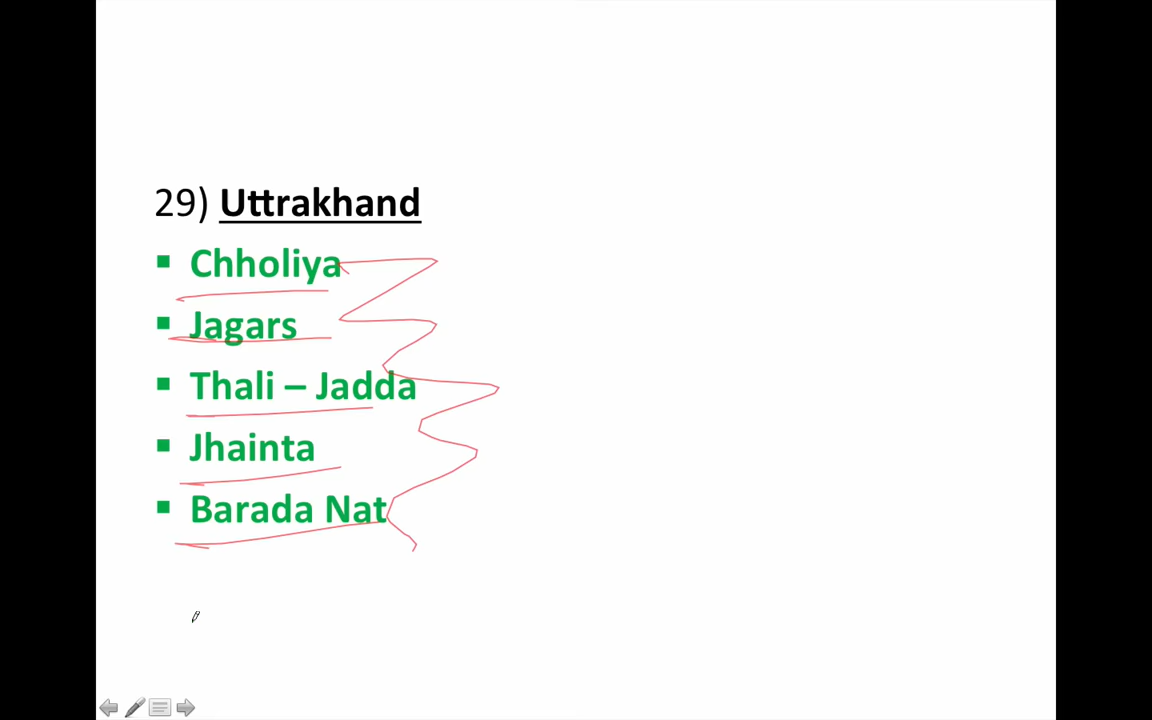 29) Uttrakhand
▪ Chholiya
▪ Jagars
▪ Thali – Jadda
▪ Jhainta
▪ Barada Nat